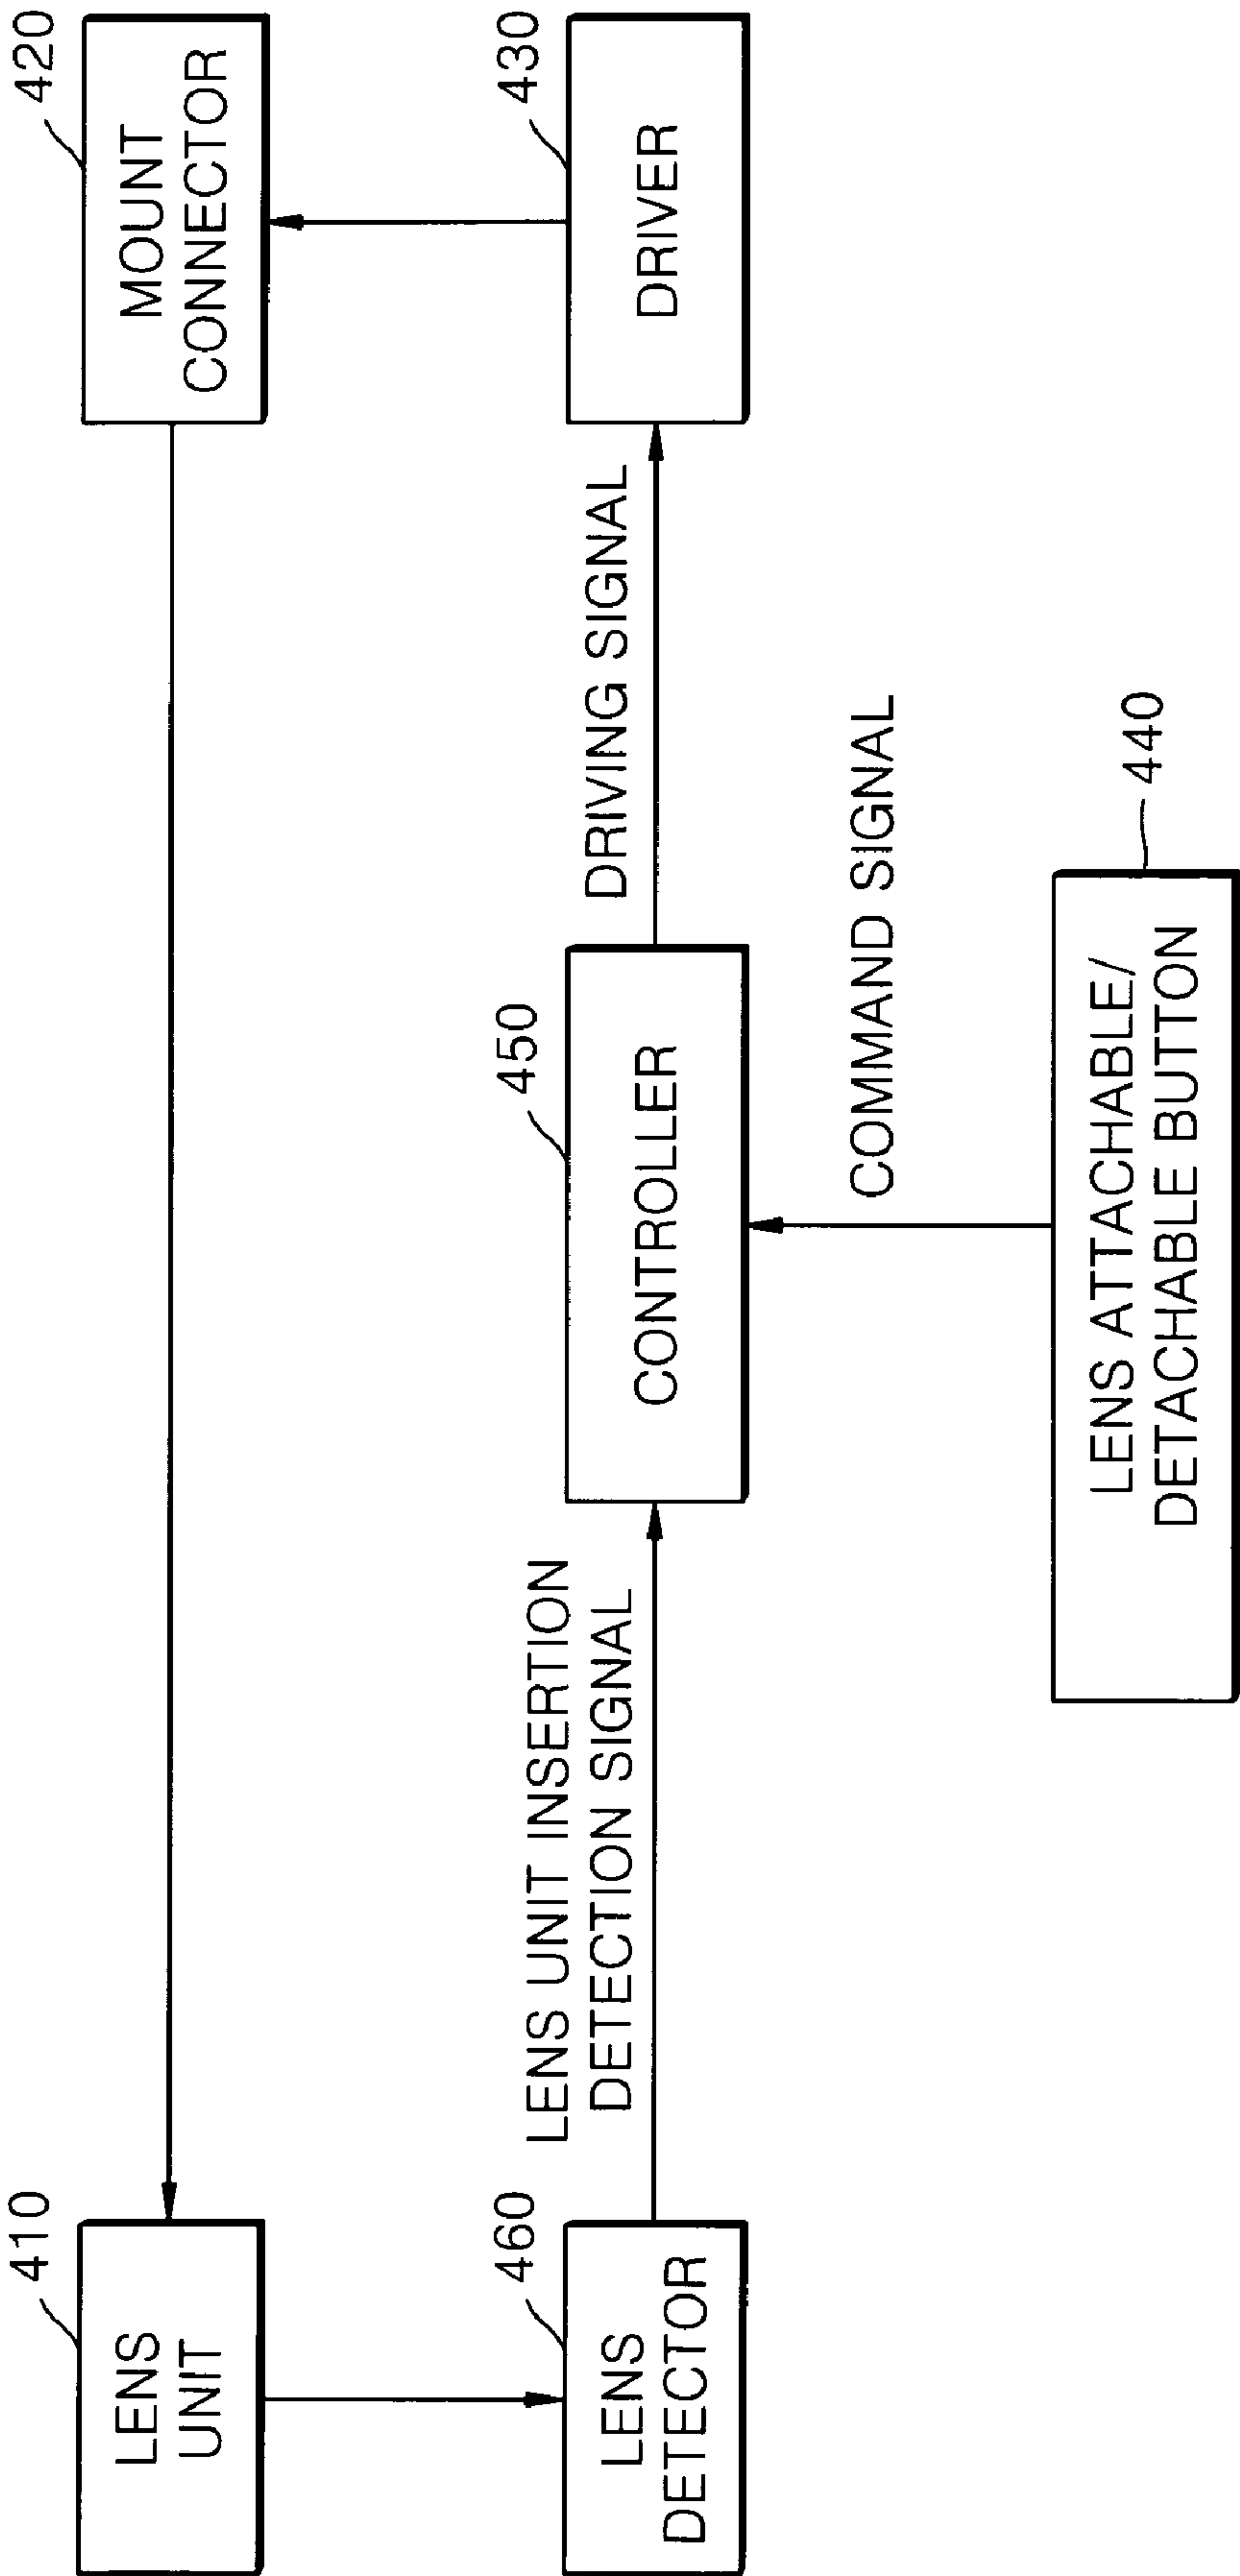 410
LENS
UNIT
420
MOUNT
CONNECTOR
460
LENS
DETECTOR
LENS UNIT INSERTION
DETECTION SIGNAL
450
CONTROLLER
DRIVING SIGNAL
430
DRIVER
COMMAND SIGNAL
LENS ATTACHABLE/
DETACHABLE BUTTON
440